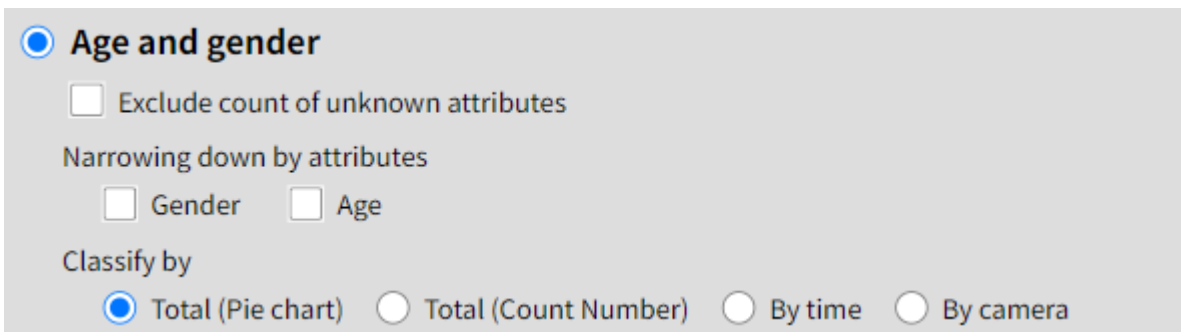 Age and gender
Exclude count of unknown attributes
Narrowing down by attributes
Gender Age
Classify by
Total (Pie chart) Total (Count Number) By time By camera